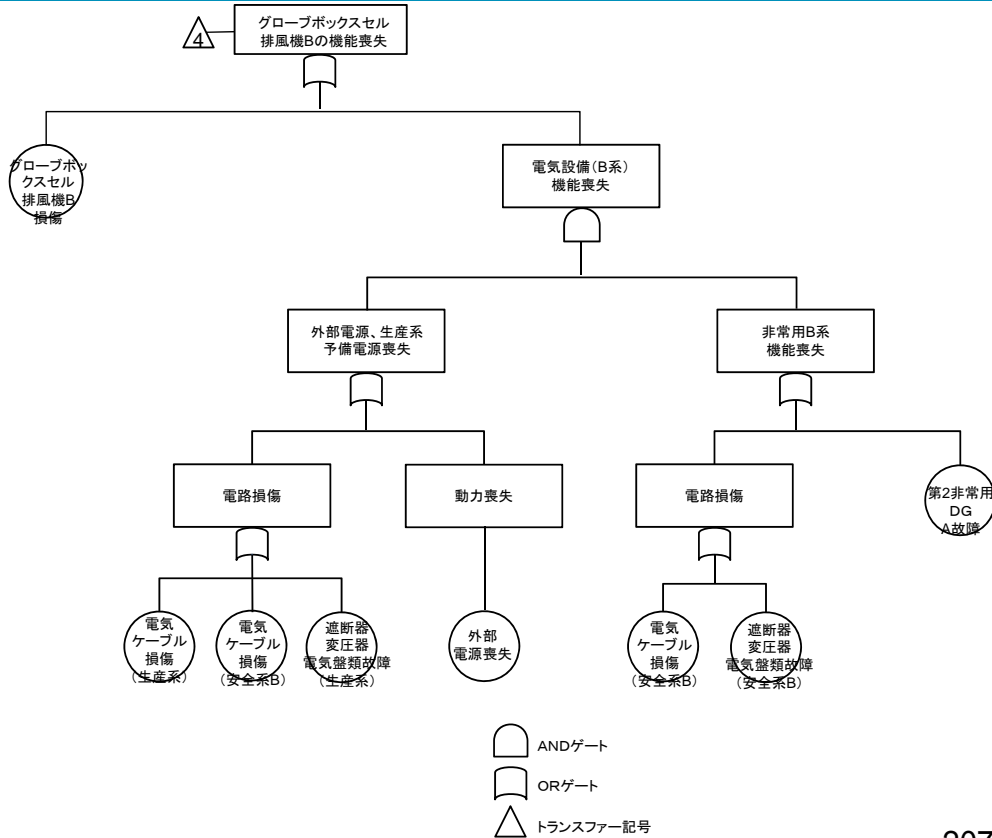 4
グローブボックスセル
排風機Bの機能喪失
グローブボッ
クスセル
排風機B
損傷
電気設備(B系)
機能喪失
外部電源、生産系
予備電源喪失
非常用B系
機能喪失
電路損傷
動力喪失
電路損傷
第2非常用
DG
A故障
電気
ケーブル
損傷
(生産系)
電気
ケーブル
損傷
(安全系B)
遮断器
変圧器
電気盤類故障
(生産系)
外部
電源喪失
電気
ケーブル
損傷
(安全系B)
遮断器
変圧器
電気盤類故障
(安全系B)
ANDゲート
ORゲート
トランスファー記号